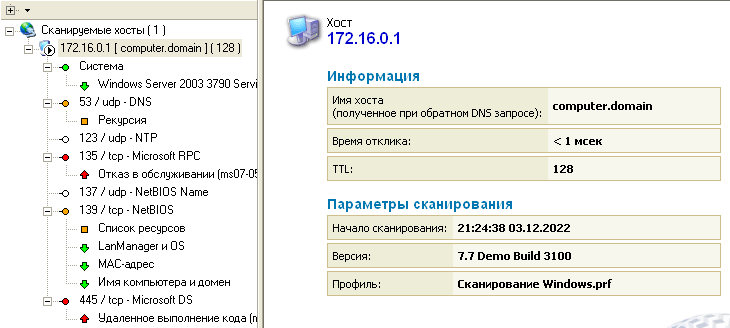 Сканируемые хосты ( 1 )
172.16.0.1 [ computer.domain ] ( 128 )
Система
Windows Server 2003 3790 Servi
53 / udp - DNS
Рекурсия
123 / udp - NTP
135 / tcp - Microsoft RPC
Отказ в обслуживании (ms07-05
137 / udp - NetBIOS Name
139 / tcp - NetBIOS
Список ресурсов
LanManager и OS
MAC-адрес
Имя компьютера и домен
445 / tcp - Microsoft DS
Удаленное выполнение кода (m
Хост
172.16.0.1
Информация
Имя хоста
(полученное при обратном DNS запросе): computer.domain
Время отклика: < 1 мсек
TTL: 128
Параметры сканирования
Начало сканирования: 21:24:38 03.12.2022
Версия: 7.7 Demo Build 3100
Профиль: Сканирование Windows.prf